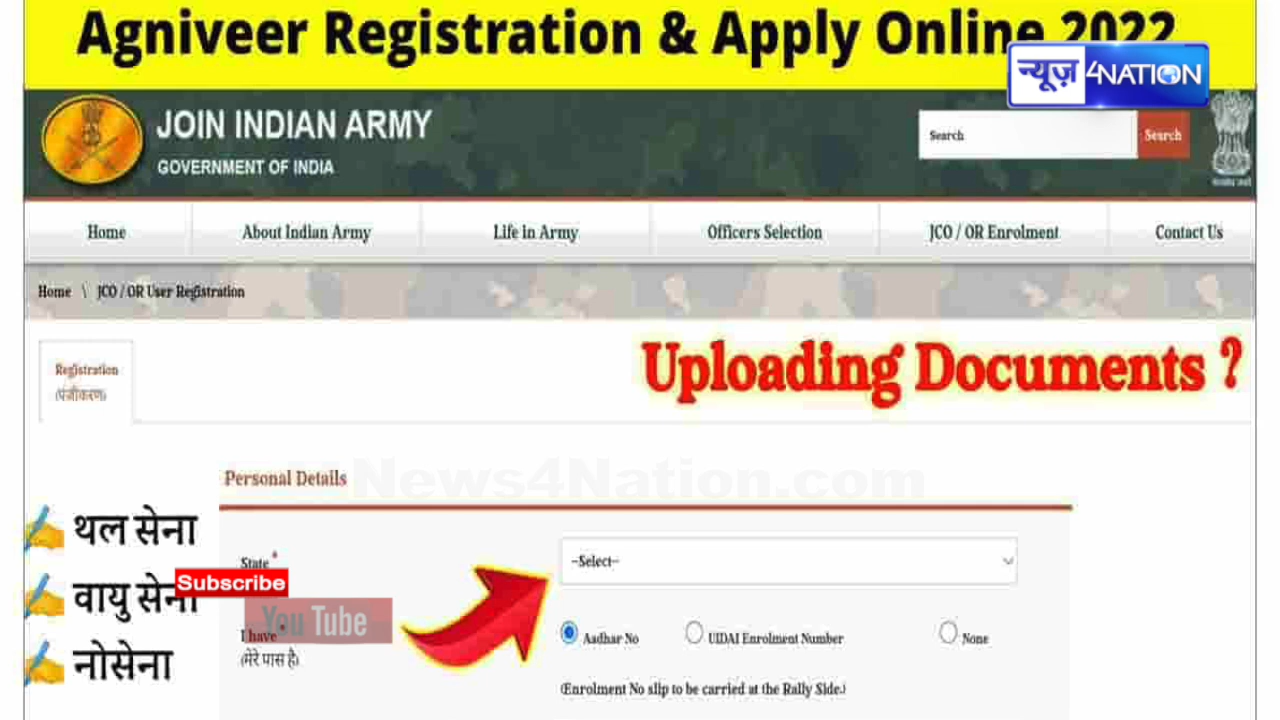 Agniveer Registration & Apply Online 2022
न्यूज़ 4NATION
JOIN INDIAN ARMY
GOVERNMENT OF INDIA
Search Search
Home About Indian Army Life in Army Officers Selection JCO / OR Enrolment Contact Us
Home \ JCO / OR User Registration
Registration
(पंजीकरण)
Uploading Documents ?
Personal Details
News4Nation.com
थल सेना
State *
--Select--
वायु सेना
Subscribe
You Tube
I have *
(मेरे पास है)
Aadhar No UIDAI Enrolment Number None
नोसेना
(Enrolment No slip to be carried at the Rally Side.)